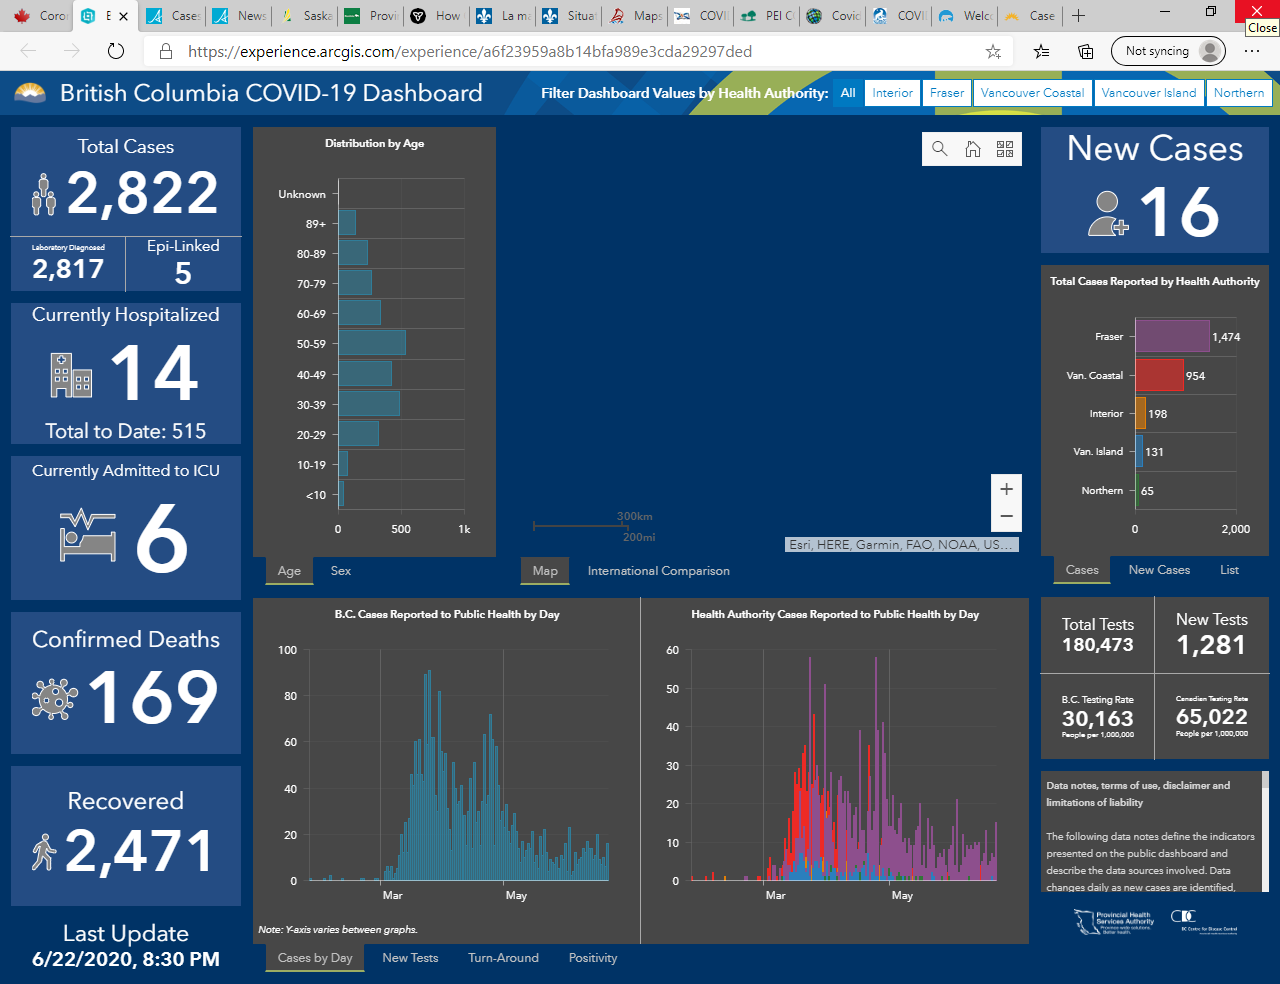 Coror
E
Case:
News
Saska
Provi
How
La ma
Situat
Maps
COVI
PEI C
Covid
COVI
Welc
Case
Close
https://experience.arcgis.com/experience/a6f23959a8b14bfa989e3cda29297ded
Not syncing
British Columbia COVID-19 Dashboard
Filter Dashboard Values by Health Authority:
All
Interior
Fraser
Vancouver Coastal
Vancouver Island
Northern
Total Cases
2,822
Laboratory Diagnosed
2,817
Epi-Linked
5
Currently Hospitalized
14
Total to Date: 515
Currently Admitted to ICU
6
Confirmed Deaths
169
Recovered
2,471
Last Update
6/22/2020, 8:30 PM
Distribution by Age
Unknown
89+
80-89
70-79
60-69
50-59
40-49
30-39
20-29
10-19
<10
0 500 1k
Age Sex
300km
200mi
Esri, HERE, Garmin, FAO, NOAA, US...
Map International Comparison
New Cases
16
Total Cases Reported by Health Authority
Fraser 1,474
Van. Coastal 954
Interior 198
Van. Island 131
Northern 65
0 2,000
Cases New Cases List
B.C. Cases Reported to Public Health by Day
100
80
60
40
20
0
Mar May
Note: Y-axis varies between graphs.
Health Authority Cases Reported to Public Health by Day
60
50
40
30
20
10
0
Mar May
Cases by Day New Tests Turn-Around Positivity
Total Tests
180,473
New Tests
1,281
B.C. Testing Rate
30,163
People per 1,000,000
Canadian Testing Rate
65,022
People per 1,000,000
Data notes, terms of use, disclaimer and
limitations of liability
The following data notes define the indicators
presented on the public dashboard and
describe the data sources involved. Data
changes daily as new cases are identified,
Provincial Health
Services Authority
Province-wide solutions.
Better health.
BC Centre for Disease Control